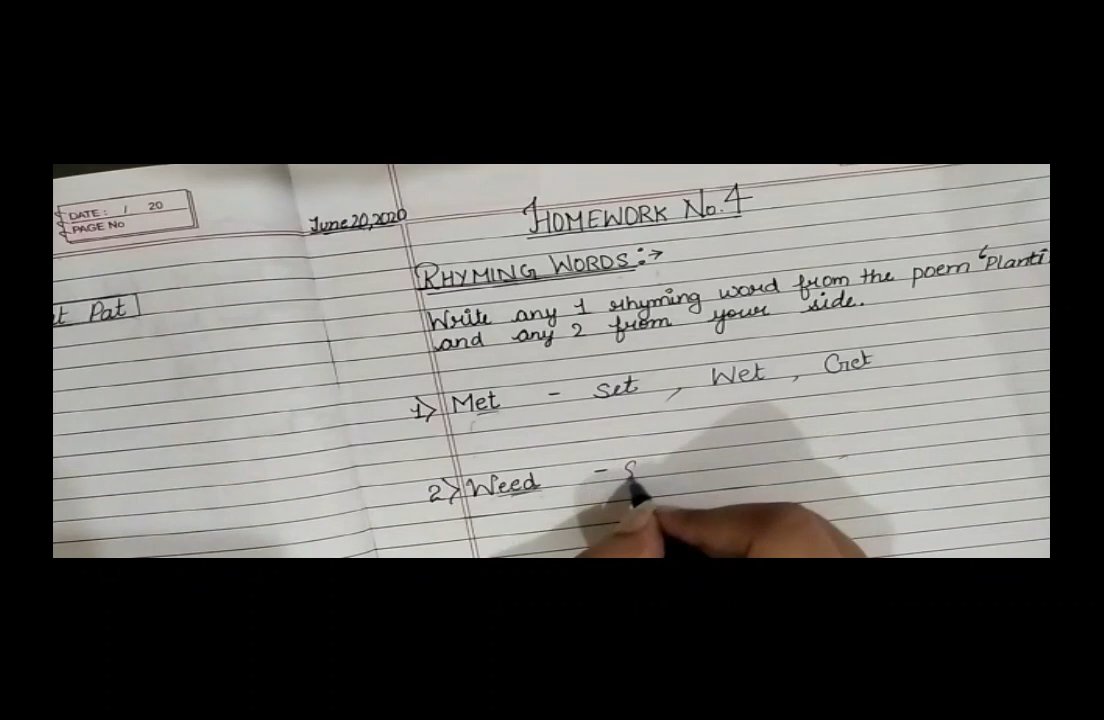 DATE: / 20
PAGE No
t Pat
June 20, 2020
HOMEWORK No. 4
RHYMING WORDS:→
Write any 1 rhyming word from the poem 'Planti
and any 2 from your side.
1> Met - Set , Wet , Get
2> Weed - S